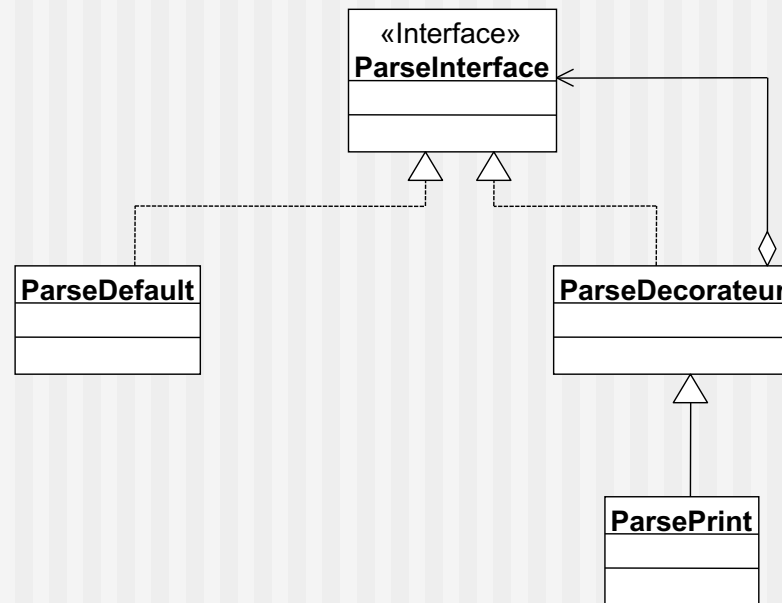 «Interface»
ParseInterface
ParseDefault
ParseDecorateur
ParsePrint